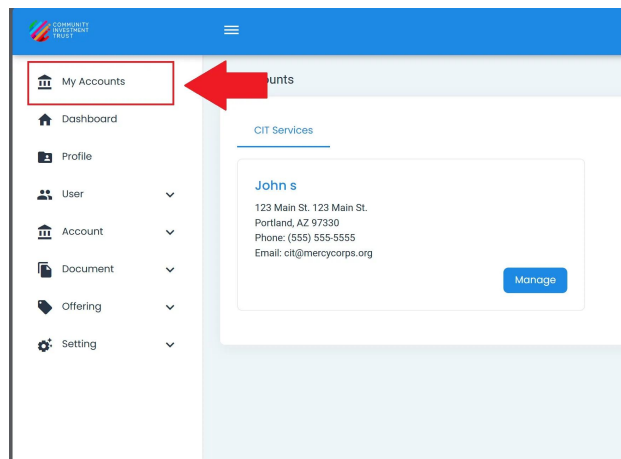 COMMUNITY
INVESTMENT
TRUST
My Accounts
Dashboard
Profile
User
Account
Document
Offering
Setting
CIT Services
John s
123 Main St. 123 Main St.
Portland, AZ 97330
Phone: (555) 555-5555
Email: cit@mercycorps.org
Manage